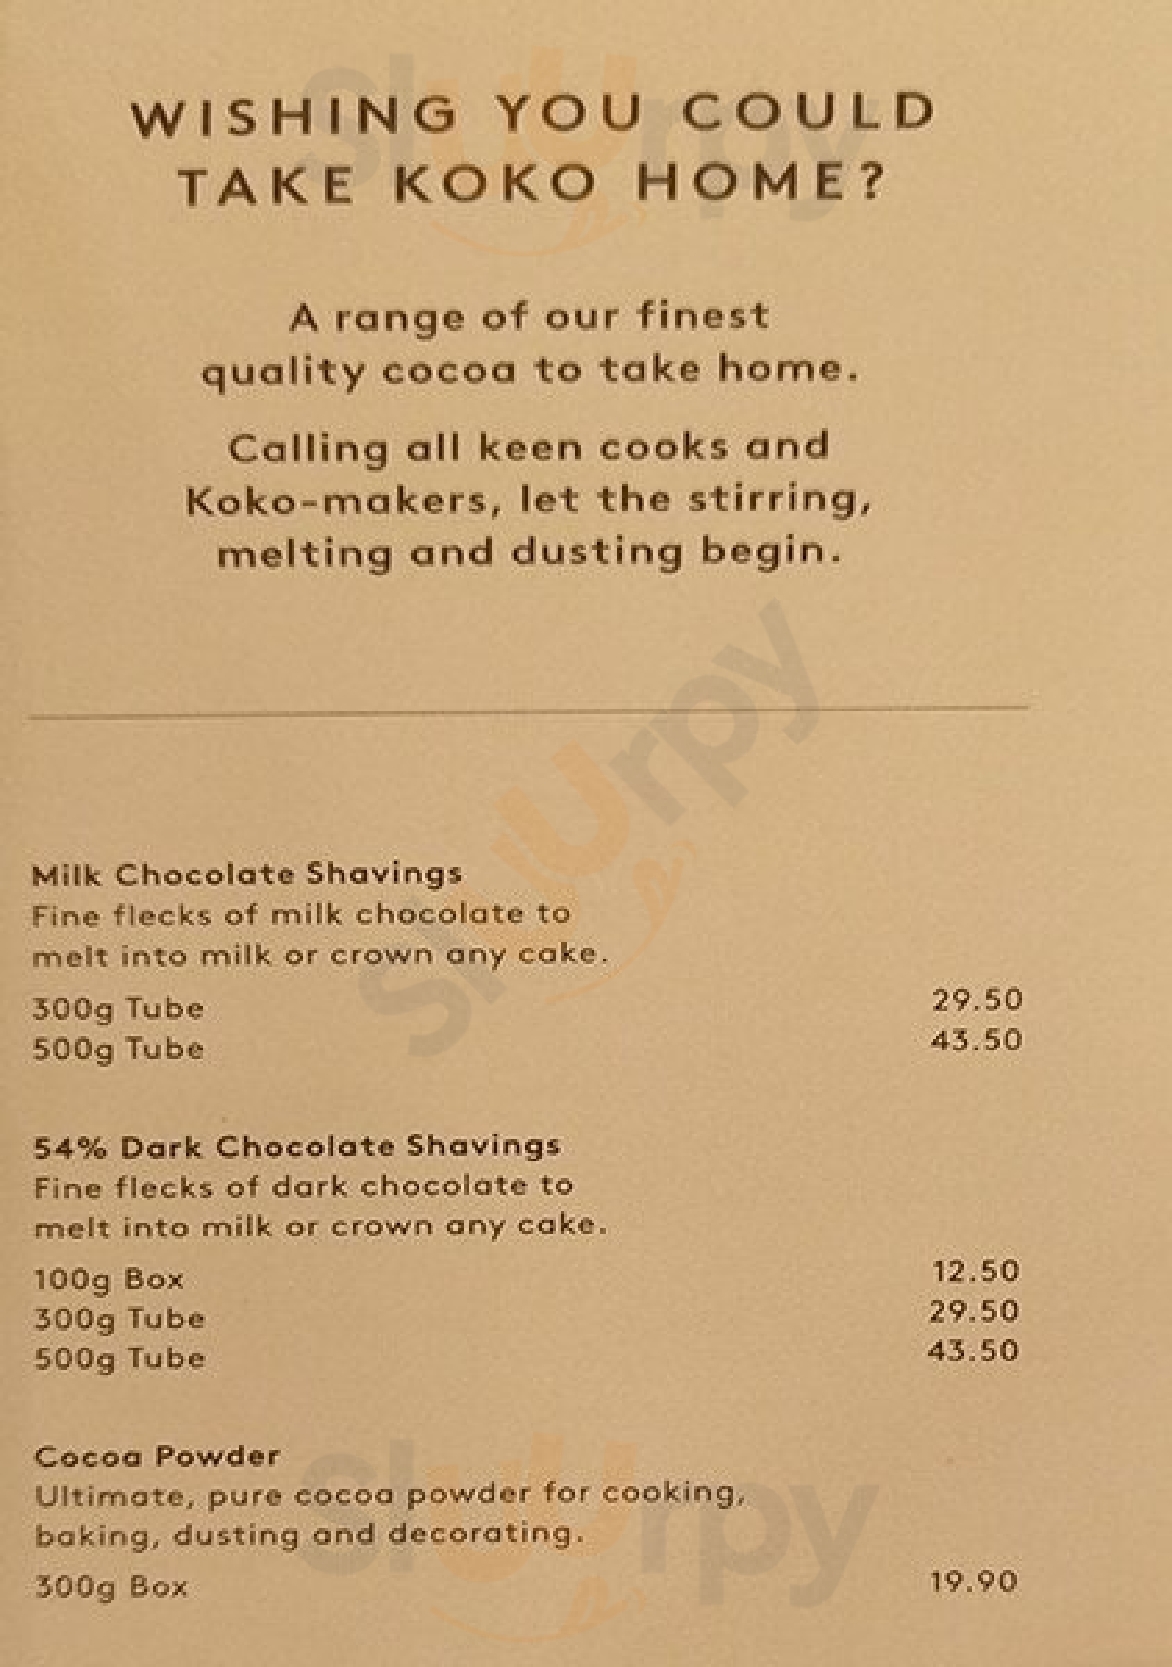 WISHING YOU COULD
TAKE KOKO HOME?
A range of our finest
quality cocoa to take home.
Calling all keen cooks and
Koko-makers, let the stirring,
melting and dusting begin.
Milk Chocolate Shavings
Fine flecks of milk chocolate to
melt into milk or crown any cake.
300g Tube 29.50
500g Tube 43.50
54% Dark Chocolate Shavings
Fine flecks of dark chocolate to
melt into milk or crown any cake.
100g Box 12.50
300g Tube 29.50
500g Tube 43.50
Cocoa Powder
Ultimate, pure cocoa powder for cooking,
baking, dusting and decorating.
300g Box 19.90
Slurpy
Slurpy
Slurpy